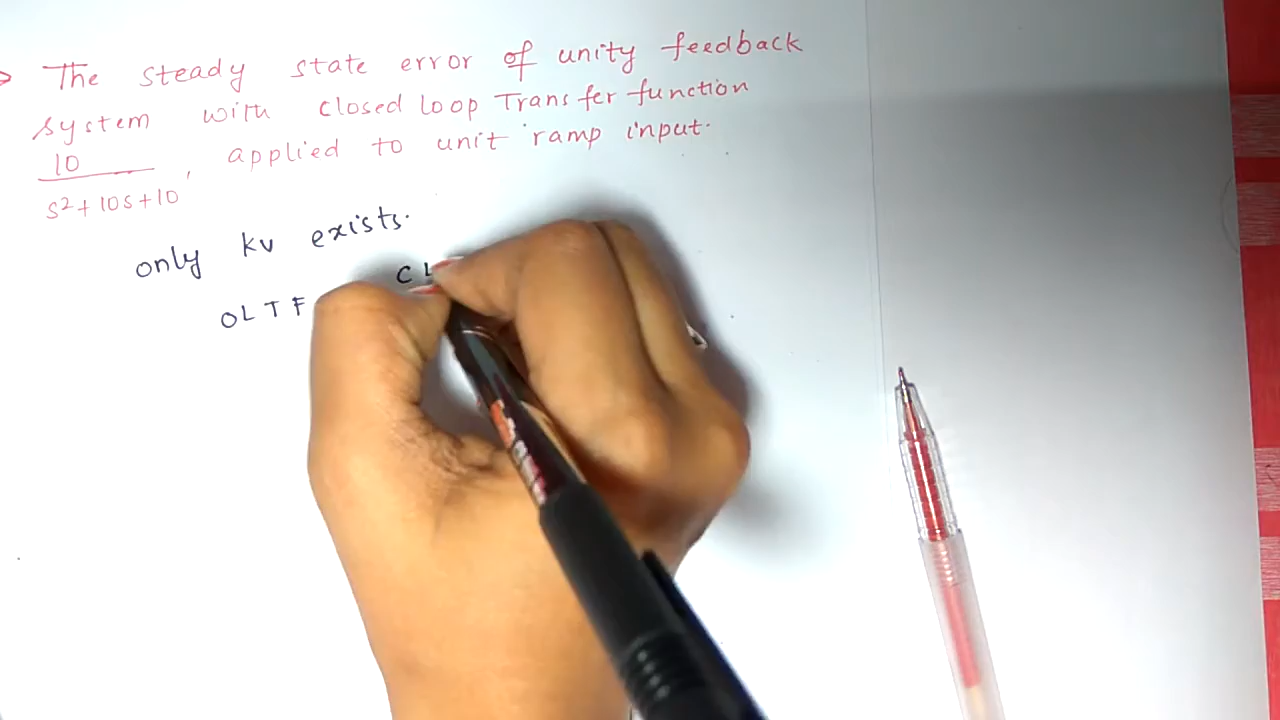 The steady state error of unity feedback
system with closed loop Transfer function
10
s²+10s+10 , applied to unit ramp input.
only kv exists.
CL
OLTF